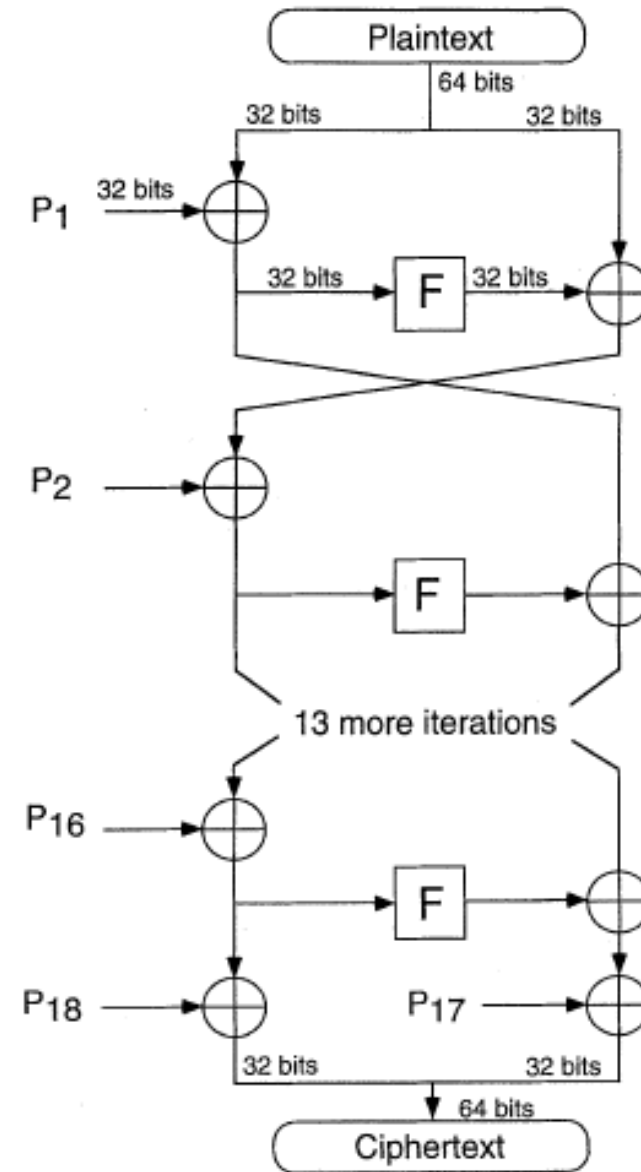 Plaintext
64 bits
32 bits 32 bits
P1 32 bits
32 bits F 32 bits
P2
F
13 more iterations
P16
F
P18 P17
32 bits 32 bits
64 bits
Ciphertext